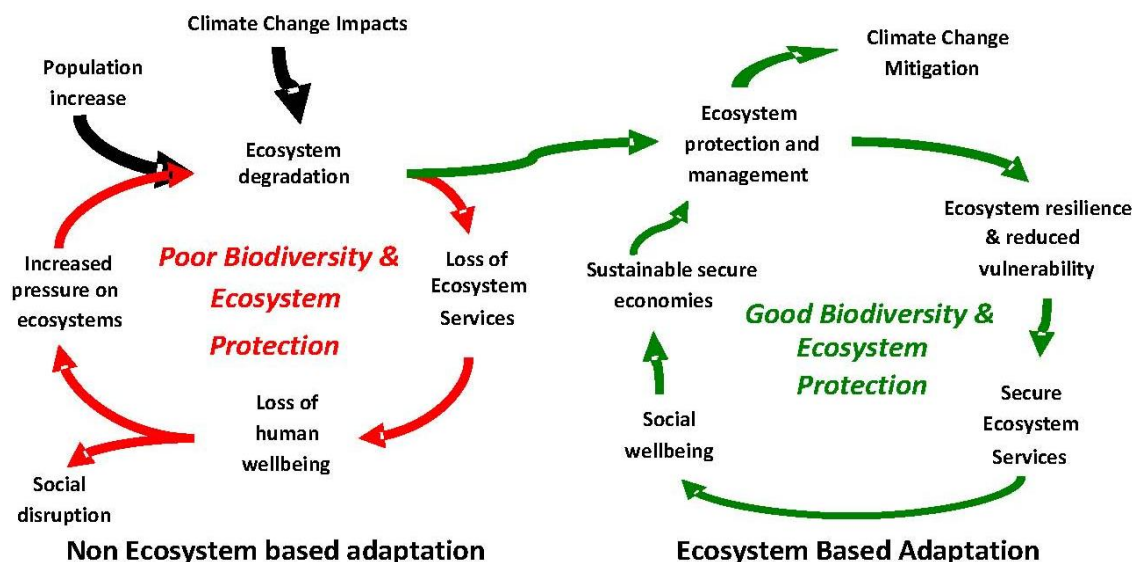 Climate Change Impacts
Population
increase
Ecosystem
degradation
Increased
pressure on
ecosystems
Poor Biodiversity &
Ecosystem
Protection
Loss of
Ecosystem
Services
Loss of
human
wellbeing
Social
disruption
Non Ecosystem based adaptation
Climate Change
Mitigation
Ecosystem
protection and
management
Ecosystem resilience
& reduced
vulnerability
Sustainable secure
economies
Good Biodiversity &
Ecosystem
Protection
Secure
Ecosystem
Services
Social
wellbeing
Ecosystem Based Adaptation